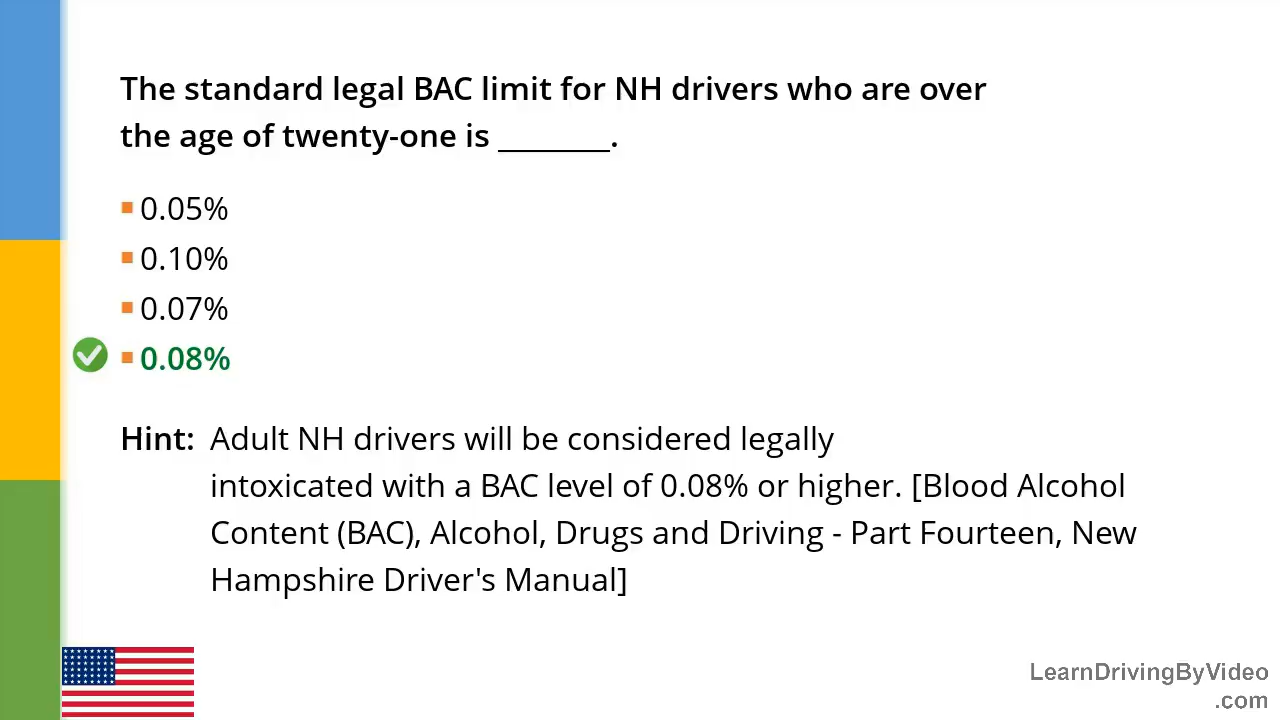 The standard legal BAC limit for NH drivers who are over
the age of twenty-one is ________.
0.05%
0.10%
0.07%
0.08%
Hint: Adult NH drivers will be considered legally
intoxicated with a BAC level of 0.08% or higher. [Blood Alcohol
Content (BAC), Alcohol, Drugs and Driving - Part Fourteen, New
Hampshire Driver's Manual]
LearnDrivingByVideo
.com